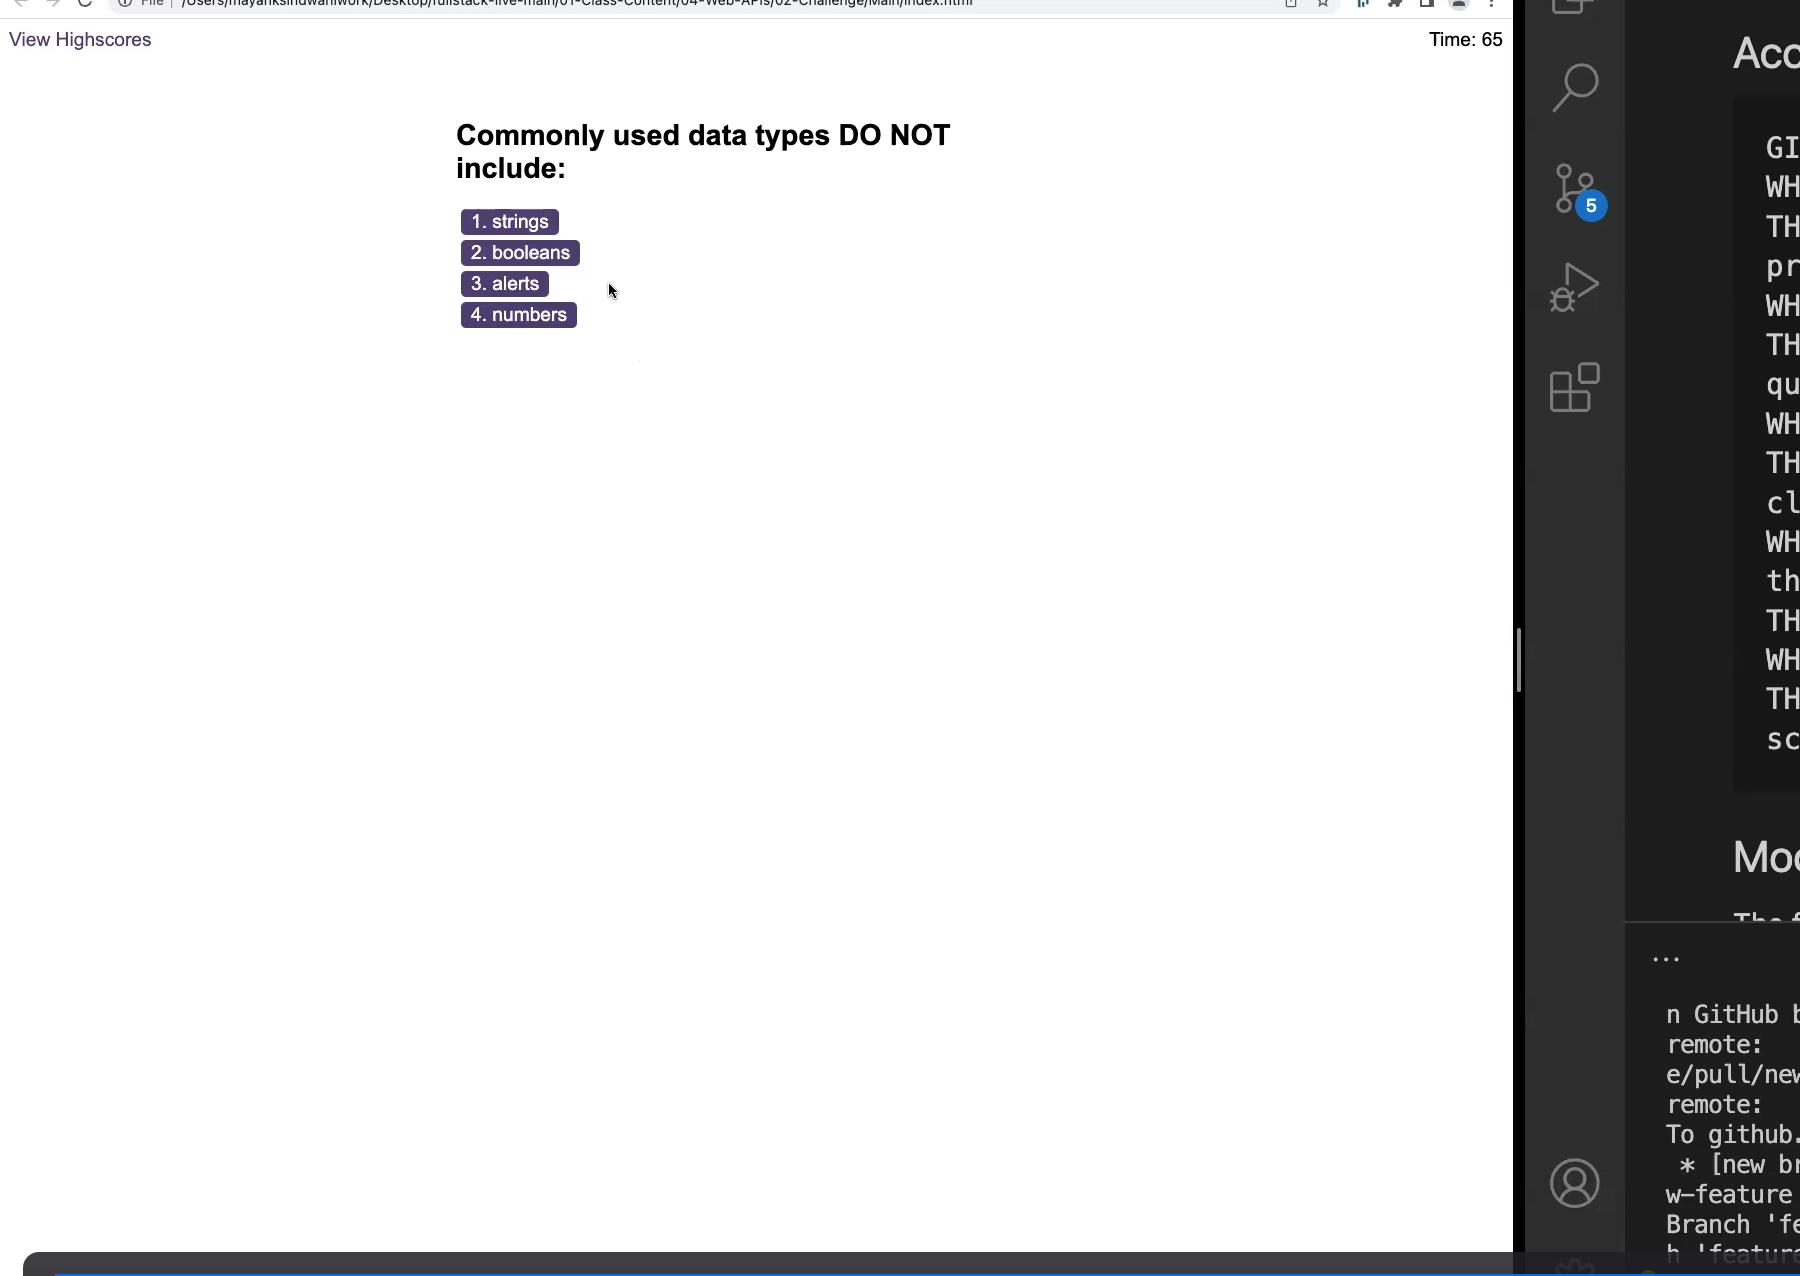 File | /Users/mayanksindwaniwork/Desktop/fullstack-live-main/01-Class-Content/04-Web-APIs/02-Challenge/Main/index.html
View Highscores
Time: 65
Commonly used data types DO NOT
include:
1. strings
2. booleans
3. alerts
4. numbers
5
Acc
GI
WH
TH
pr
WH
TH
qu
WH
TH
cl
WH
th
TH
WH
TH
sc
Moc
The f
...
n GitHub b
remote:
e/pull/new
remote:
To github.
* [new br
w-feature
Branch 'fe
h 'feature